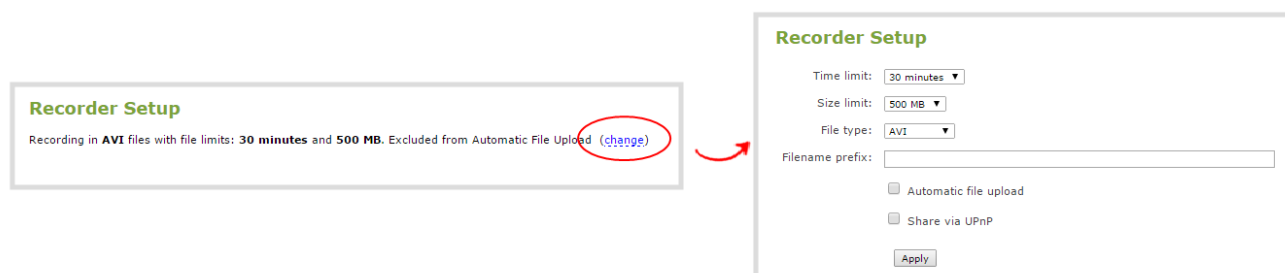 Recorder Setup
Recording in AVI files with file limits: 30 minutes and 500 MB. Excluded from Automatic File Upload (change)
Recorder Setup
Time limit: 30 minutes
Size limit: 500 MB
File type: AVI
Filename prefix:
Automatic file upload
Share via UPnP
Apply